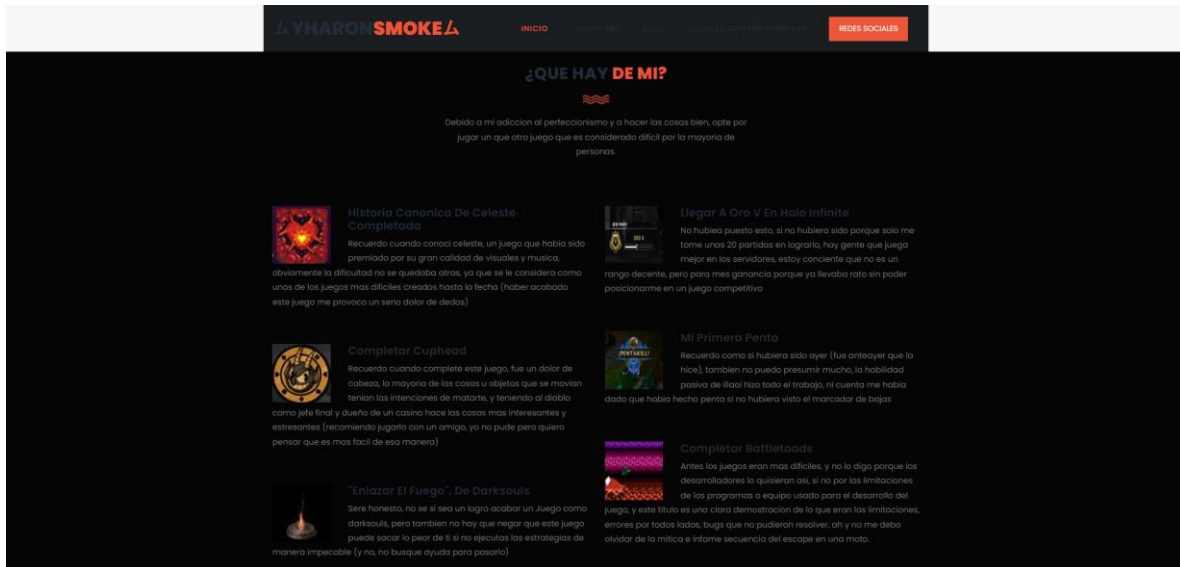 YHARONSMOKE
INICIO
REDES SOCIALES
¿QUE HAY DE MI?
Debido a mi adiccion al perfeccionismo y a hacer las cosas bien, opte por
jugar un que otro juego que es considerado dificil por la mayoria de
personas.
Historia Canonica De Celeste
Completada
Recuerdo cuando conoci celeste, un juego que habia sido
premiado por su gran calidad de visuales y musica,
obviamente la dificultad no se quedaba atras, ya que se le considera como
unos de los juegos mas dificiles creados hasta la fecha (haber acabado
este juego me provoco un serio dolor de dedos)
Completar Cuphead
Recuerdo cuando complete este juego, fue un dolor de
cabeza, la mayoria de las cosas u objetos que se movian
tenian las intenciones de matarte, y teniendo al diablo
como jefe final y dueño de un casino hace las cosas mas interesantes y
estresantes (recomiendo jugarlo con un amigo, yo no pude pero quiero
pensar que es mas facil de esa manera)
"Enlazar El Fuego", De Darksouls
Sere honesto, no se si sea un logro acabar un Juego como
darksouls, pero tambien no hay que negar que este juego
puede sacar lo peor de ti si no ejecutas las estrategias de
manera impecable (y no, no busque ayuda para pasarlo)
Llegar A Oro V En Halo Infinite
No hubiea puesto esto, si no hubiera sido porque solo me
tome unas 20 partidas en lograrlo, hay gente que juega
mejor en los servidores, estoy conciente que no es un
rango decente, pero para mes ganancia porque ya llevaba rato sin poder
posicionarme en un juego competitivo
¡PENTAKILL!
Mi Primera Penta
Recuerdo como si hubiera sido ayer (fue anteayer que la
hice), tambien no puedo presumir mucho, la habilidad
pasiva de illaoi hizo todo el trabajo, ni cuenta me habia
dado que habia hecho penta si no hubiera visto el marcador de bajas
Completar Battletoads
Antes los juegos eran mas dificiles, y no lo digo porque los
desarrolladores lo quisieran asi, si no por las limitaciones
de los programas o equipo usado para el desarrollo del
juego, y este titulo es una clara demostracion de lo que eran las limitaciones,
errores por todos lados, bugs que no pudieron resolver, ah y no me debo
olvidar de la mitica e infame secuencia del escape en una moto.